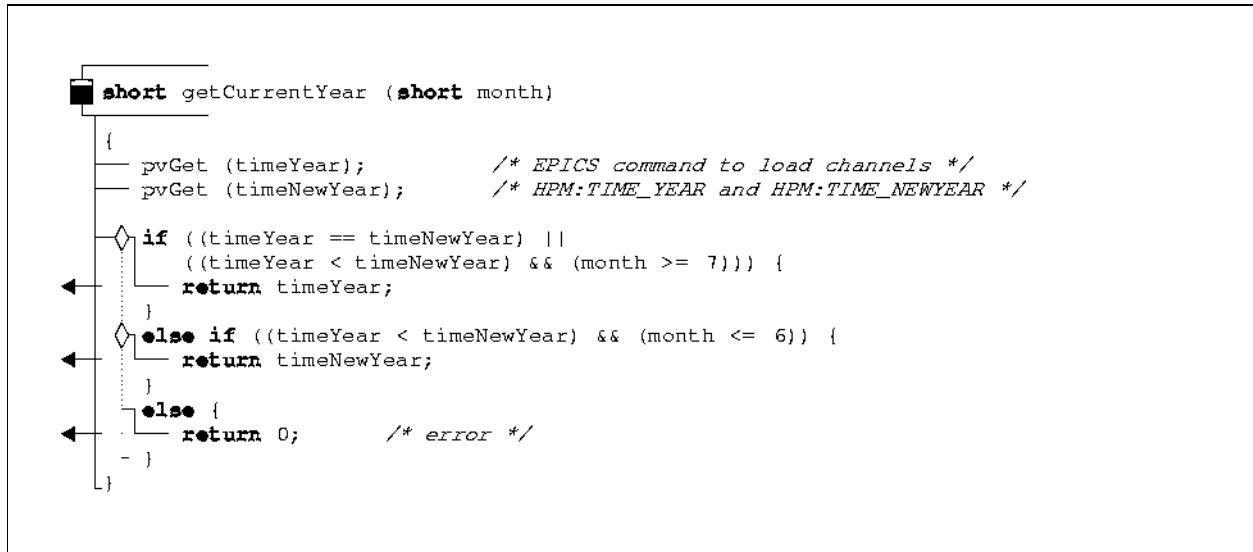 short getCurrentYear (short month)
{
pvGet (timeYear); /* EPICS command to load channels */
pvGet (timeNewYear); /* HPM:TIME_YEAR and HPM:TIME_NEWYEAR */
if ((timeYear == timeNewYear) ||
((timeYear < timeNewYear) && (month >= 7))) {
return timeYear;
}
else if ((timeYear < timeNewYear) && (month <= 6)) {
return timeNewYear;
}
else {
return 0; /* error */
}
}